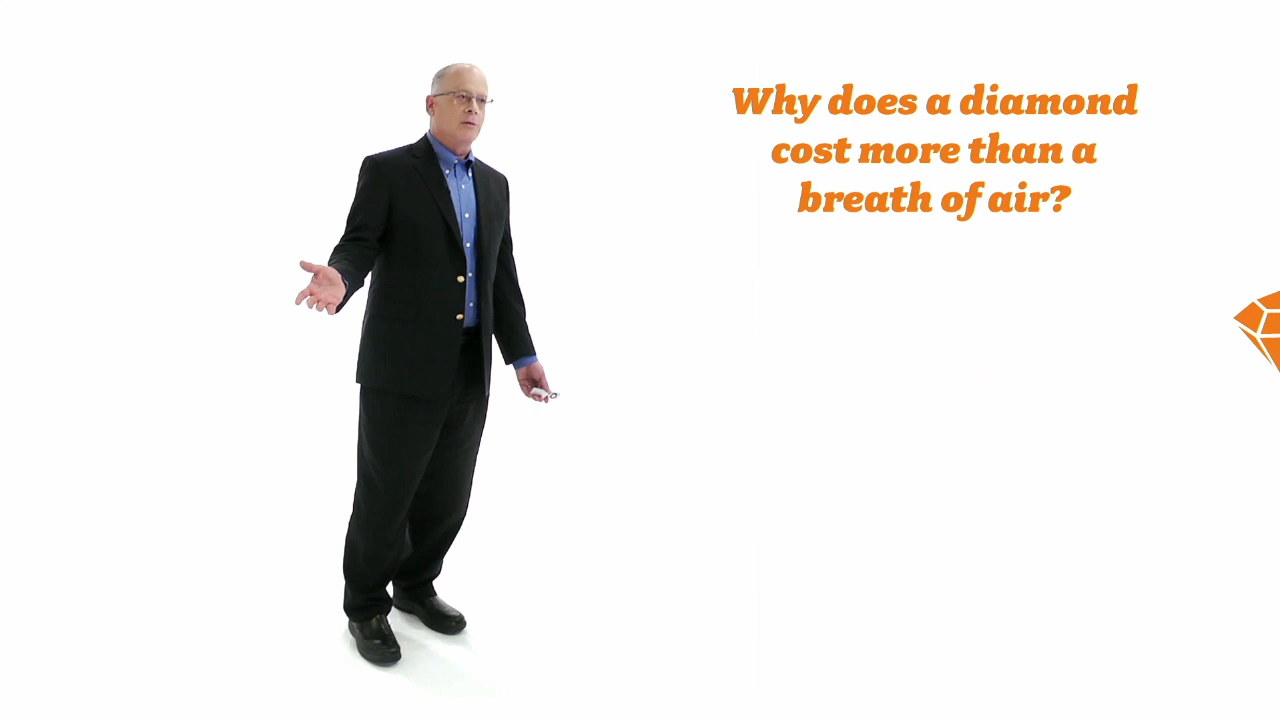 Why does a diamond
cost more than a
breath of air?